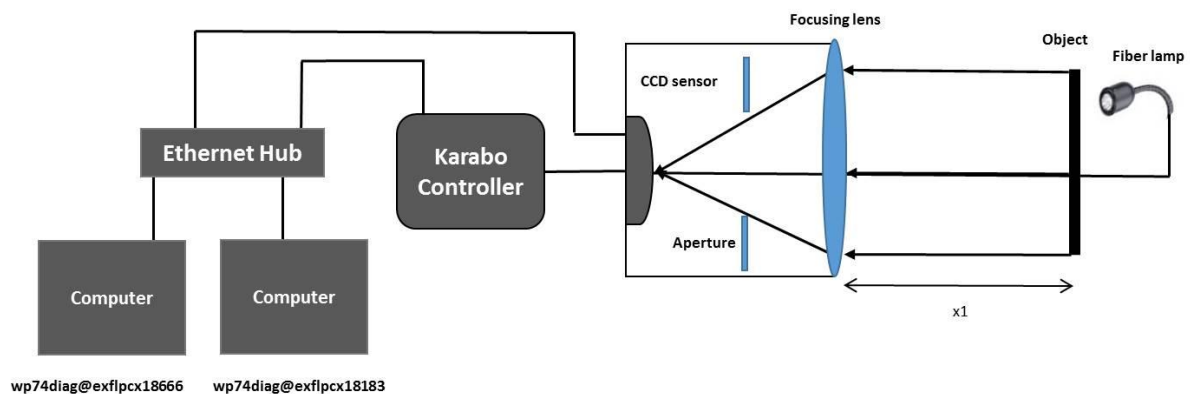 Focusing lens
Object
Fiber lamp
CCD sensor
Ethernet Hub
Karabo
Controller
Aperture
Computer
Computer
x1
wp74diag@exflpcx18666
wp74diag@exflpcx18183